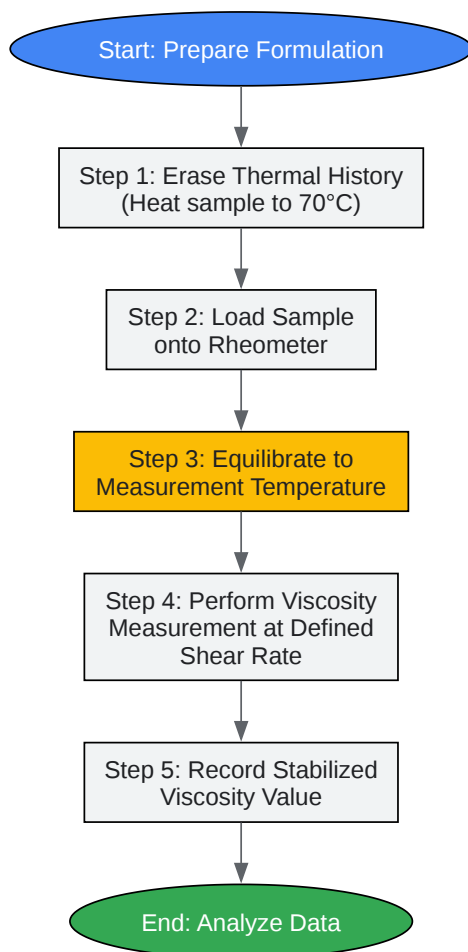 Start: Prepare Formulation
Step 1: Erase Thermal History
(Heat sample to 70°C)
Step 2: Load Sample
onto Rheometer
Step 3: Equilibrate to
Measurement Temperature
Step 4: Perform Viscosity
Measurement at Defined
Shear Rate
Step 5: Record Stabilized
Viscosity Value
End: Analyze Data